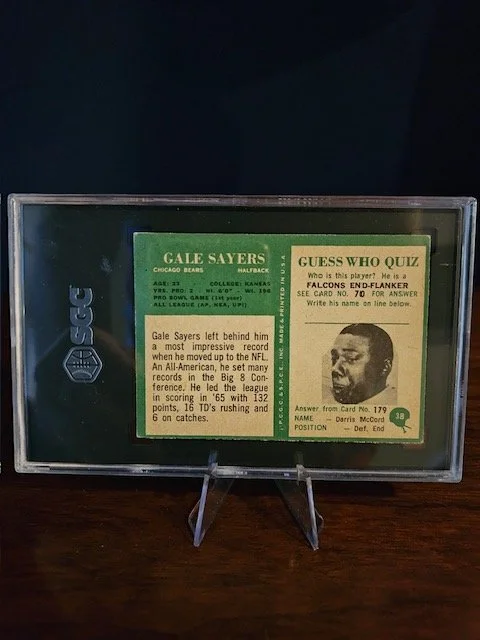 SGC
GALE SAYERS
CHICAGO BEARS HALFBACK
AGE: 23 COLLEGE: KANSAS
YRS. PRO: 2 HT. 6'0" WT. 198
PRO BOWL GAME (1st year)
ALL LEAGUE (AP, NEA, UPI)
Gale Sayers left behind him
a most impressive record
when he moved up to the NFL.
An All-American, he set many
records in the Big 8 Con-
ference. He led the league
in scoring in '65 with 132
points, 16 TD's rushing and
6 on catches.
P.C.G.C. & S.P.C.E., INC. MADE & PRINTED IN U.S.A.
GUESS WHO QUIZ
Who is this player? He is a
FALCONS END-FLANKER
SEE CARD NO. 70 FOR ANSWER
Write his name on line below.
Answer from Card No. 179
NAME — Darris McCord
POSITION — Def. End
38